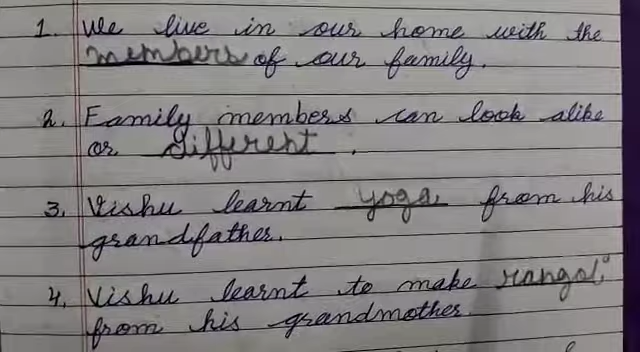 1. We live in our home with the
members of our family.
2. Family members can look alike
or different.
3. Vishu learnt yoga from his
grandfather.
4. Vishu learnt to make rangoli
from his grandmother.